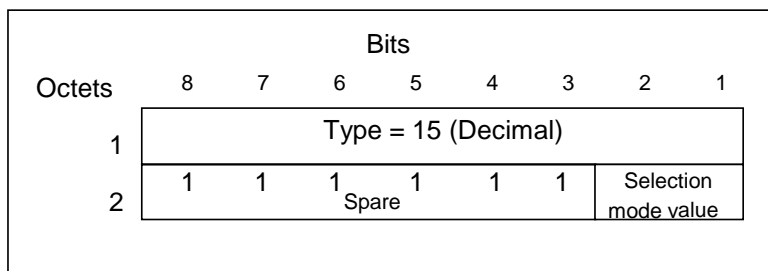 Bits
Octets 8 7 6 5 4 3 2 1
1 Type = 15 (Decimal)
2 1 1 1 1 1 1 Selection
Spare mode value